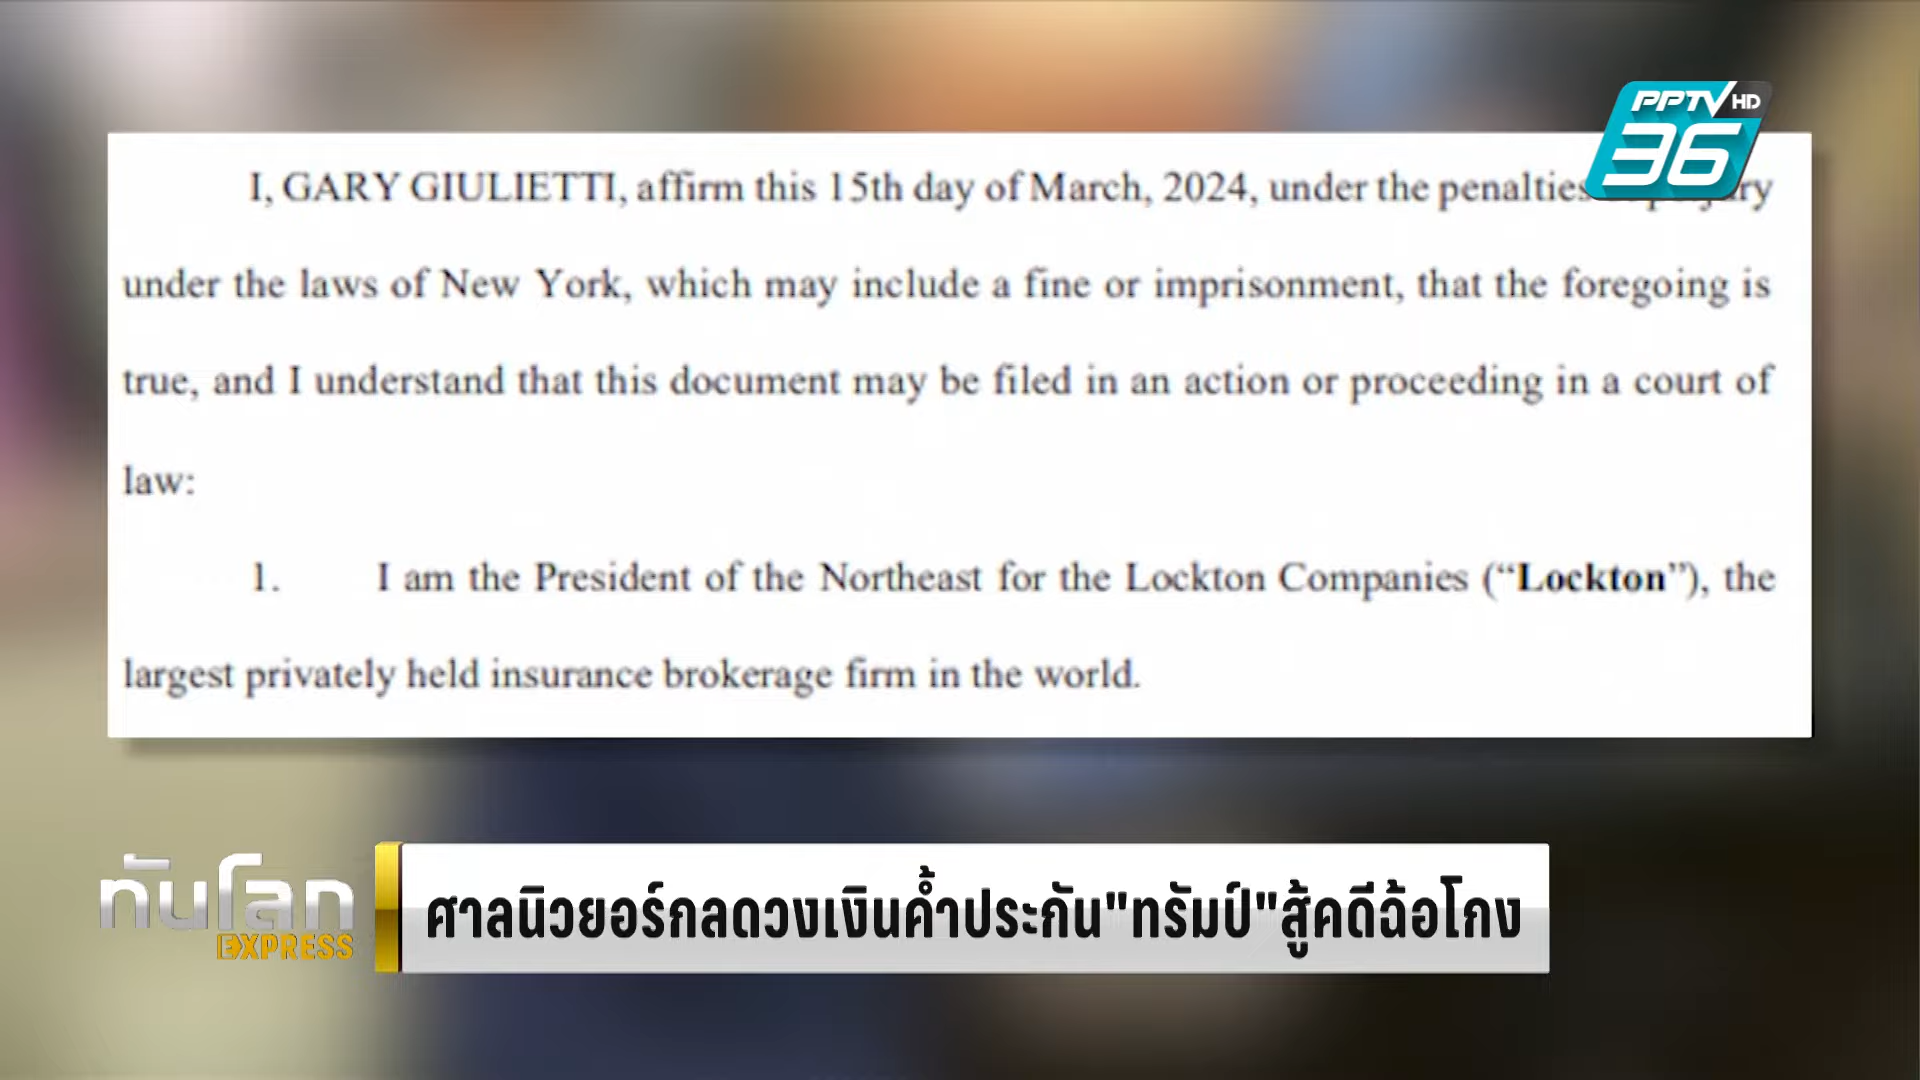 PPTV HD
36
I, GARY GIULIETTI, affirm this 15th day of March, 2024, under the penalties
under the laws of New York, which may include a fine or imprisonment, that the foregoing is
true, and I understand that this document may be filed in an action or proceeding in a court of
law:
1. I am the President of the Northeast for the Lockton Companies (“Lockton”), the
largest privately held insurance brokerage firm in the world.
ทันโลก
EXPRESS
ศาลนิวยอร์กลดวงเงินค้ำประกัน"ทรัมป์"สู้คดีฉ้อโกง